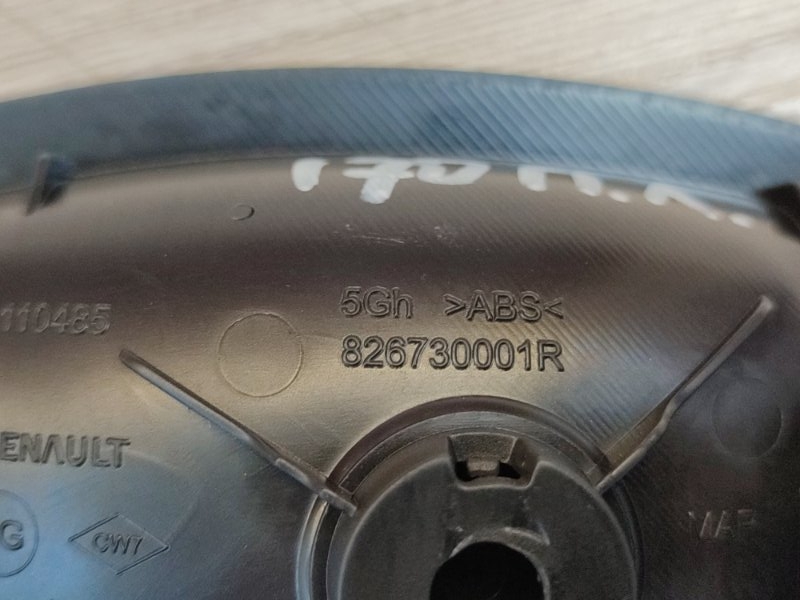 5Gh >ABS<
826730001R
110485
ENAULT
G
CW7